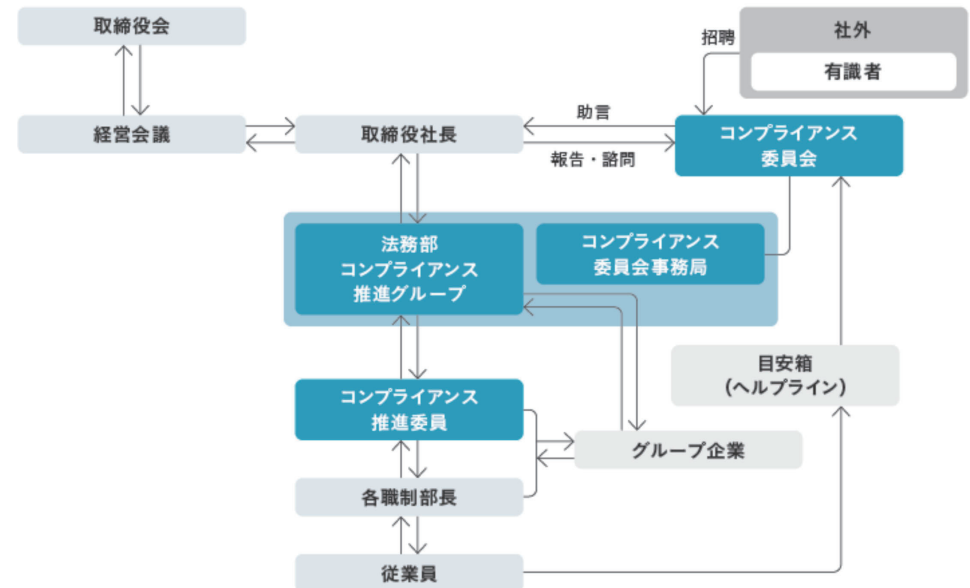 取締役会
社外
招聘
有識者
経営会議
取締役社長
助言
報告・諮問
コンプライアンス
委員会
法務部
コンプライアンス
推進グループ
コンプライアンス
委員会事務局
目安箱
(ヘルプライン)
コンプライアンス
推進委員
グループ企業
各職制部長
従業員